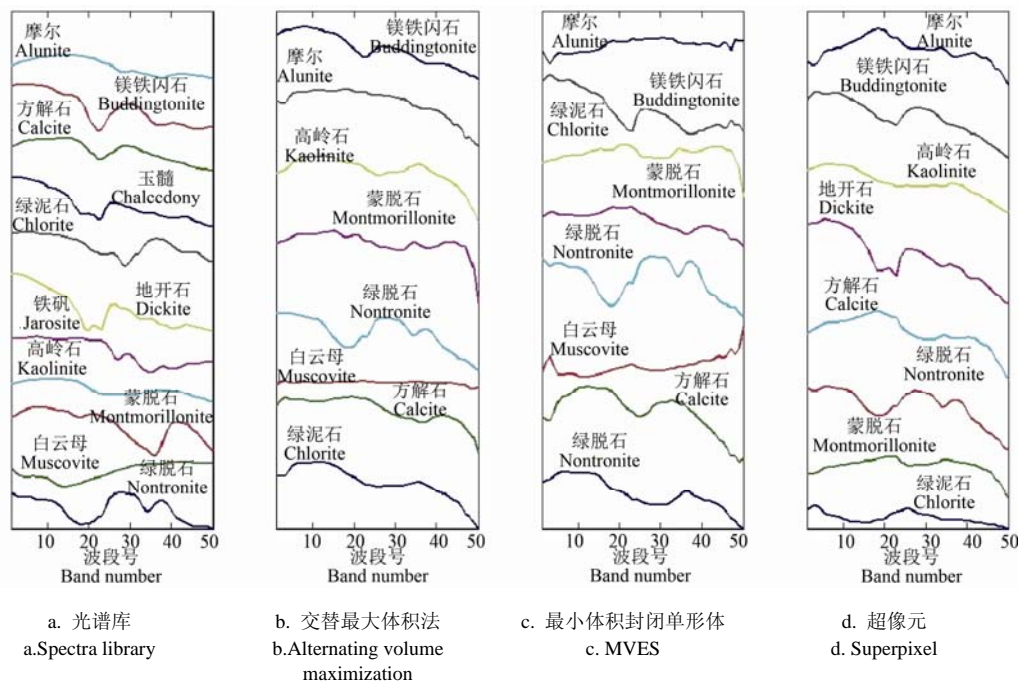 摩尔
Alunite
镁铁闪石
Buddingtonite
方解石
Calcite
玉髓
Chalccdony
绿泥石
Chlorite
地开石
Dickite
铁矾
Jarosite
高岭石
Kaolinite
蒙脱石
Montmorillonite
白云母
Muscovite
绿脱石
Nontronite
10 20 30 40 50
波段号
Band number
镁铁闪石
Buddingtonite
摩尔
Alunite
高岭石
Kaolinite
蒙脱石
Montmorillonite
绿脱石
Nontronite
白云母
Muscovite
方解石
Calcite
绿泥石
Chlorite
10 20 30 40 50
波段号
Band number
摩尔
Alunite
镁铁闪石
Buddingtonite
绿泥石
Chlorite
蒙脱石
Montmorillonite
绿脱石
Nontronite
白云母
Muscovite
方解石
Calcite
绿脱石
Nontronite
10 20 30 40 50
波段号
Band number
摩尔
Alunite
镁铁闪石
Buddingtonite
高岭石
Kaolinite
地开石
Dickite
方解石
Calcite
绿脱石
Nontronite
蒙脱石
Montmorillonite
绿泥石
Chlorite
10 20 30 40 50
波段号
Band number
a. 光谱库
a.Spectra library
b. 交替最大体积法
b.Alternating volume
maximization
c. 最小体积封闭单形体
c. MVES
d. 超像元
d. Superpixel